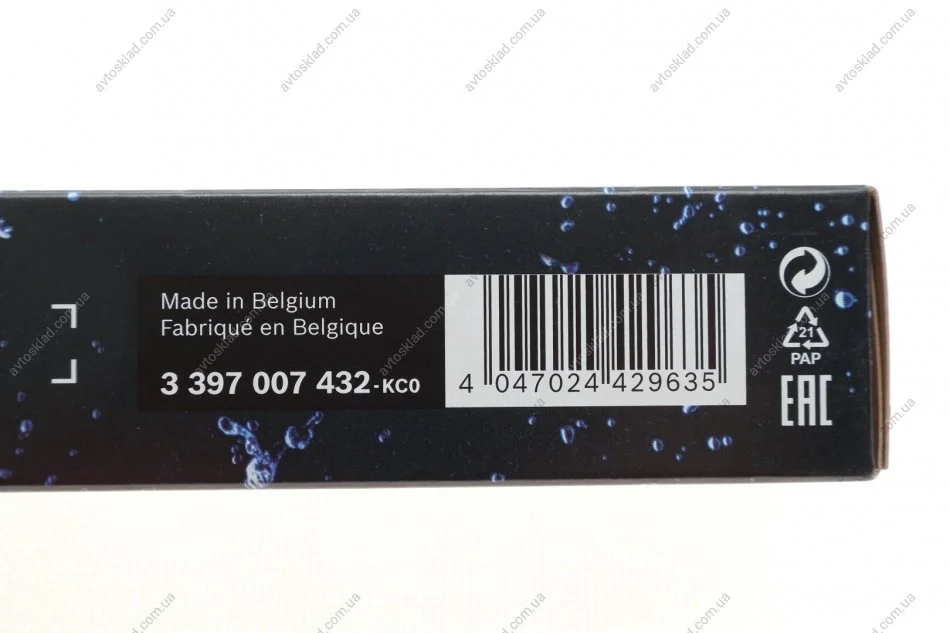 Made in Belgium
Fabriqué en Belgique
3 397 007 432-KC0
4 047024 429635
21
PAP
EAC
avtosklad.com.ua